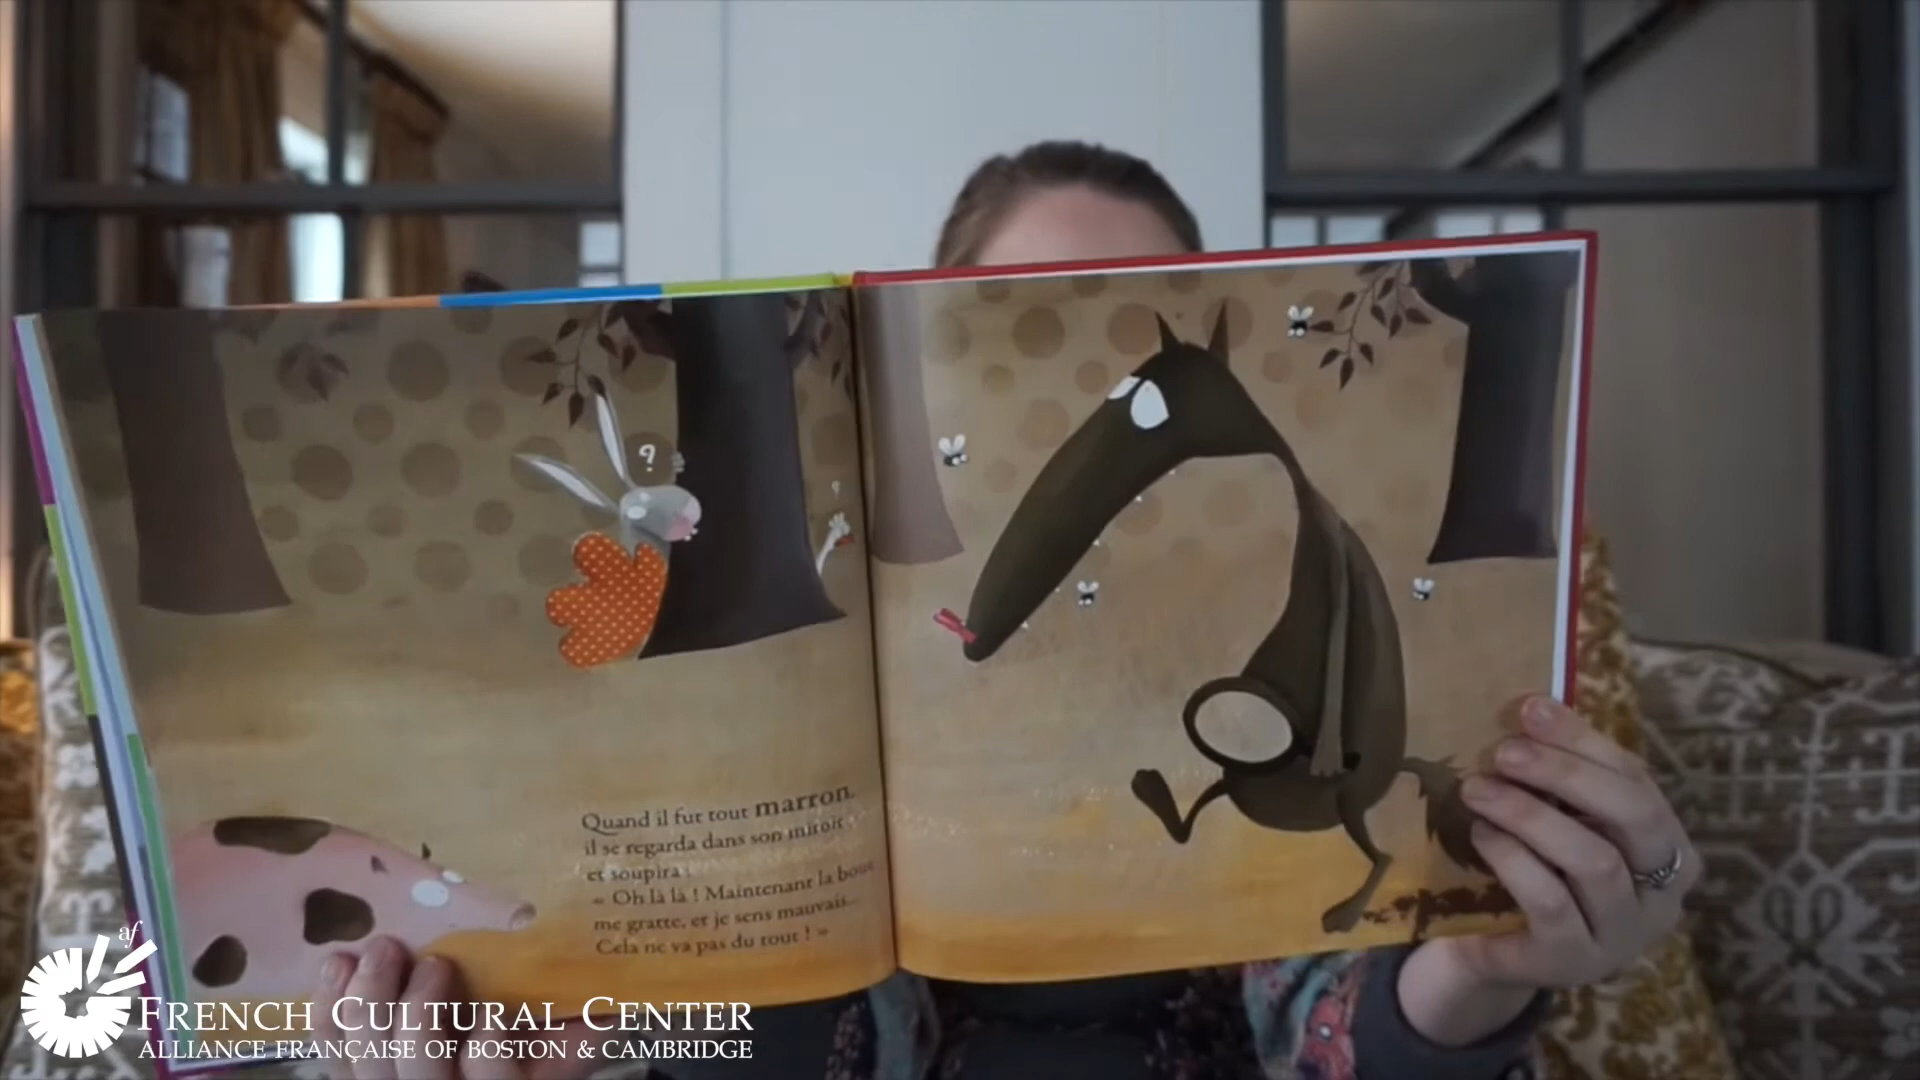 ?
?
Quand il fut tout marron,
il se regarda dans son miroir
et soupira :
« Oh là là ! Maintenant la boue
me gratte, et je sens mauvais...
Cela ne va pas du tout ! »
af
FRENCH CULTURAL CENTER
ALLIANCE FRANÇAISE OF BOSTON & CAMBRIDGE